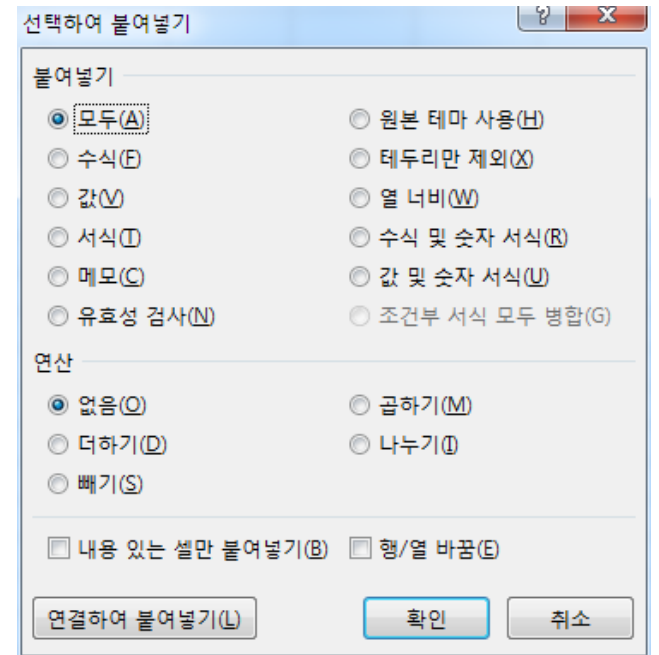 선택하여 붙여넣기
붙여넣기
모두(A) 원본 테마 사용(H)
수식(F) 테두리만 제외(X)
값(V) 열 너비(W)
서식(T) 수식 및 숫자 서식(R)
메모(C) 값 및 숫자 서식(U)
유효성 검사(N) 조건부 서식 모두 병합(G)
연산
없음(O) 곱하기(M)
더하기(D) 나누기(I)
빼기(S)
내용 있는 셀만 붙여넣기(B) 행/열 바꿈(E)
연결하여 붙여넣기(L) 확인 취소